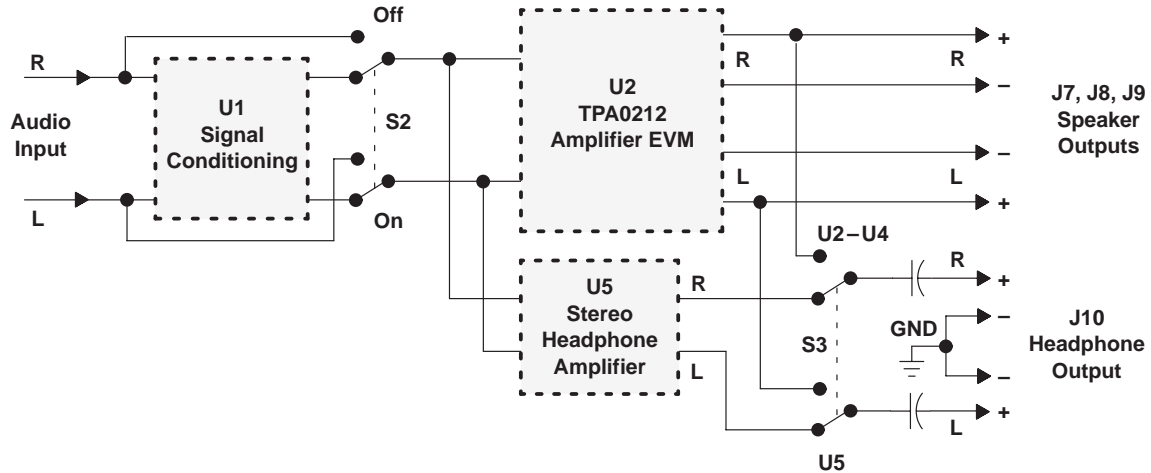 Off
R
Audio
Input
L
U1
Signal
Conditioning
S2
On
U2
TPA0212
Amplifier EVM
R
L
R
+
–
–
L
+
J7, J8, J9
Speaker
Outputs
U2–U4
U5
Stereo
Headphone
Amplifier
R
L
S3
U5
R
+
GND
–
–
+
L
J10
Headphone
Output